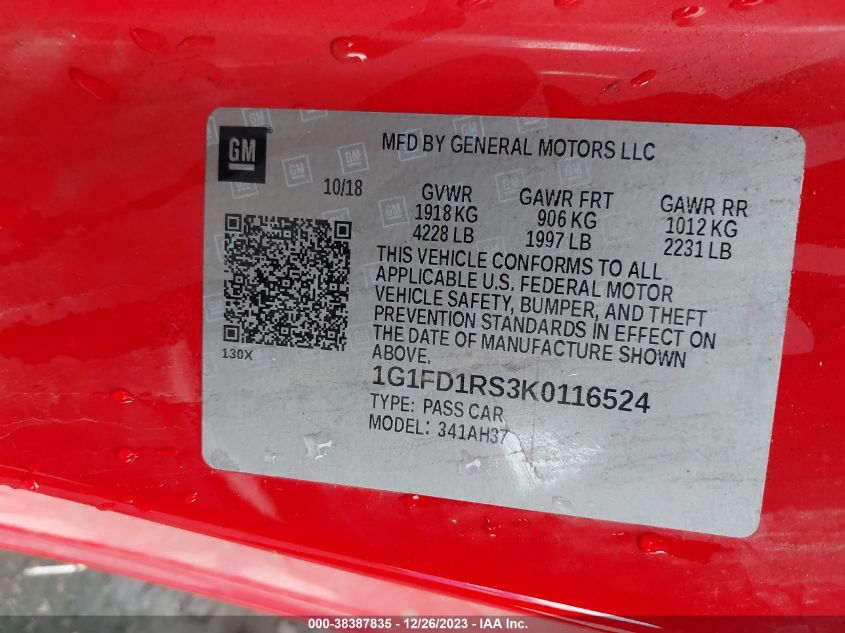 GM
MFD BY GENERAL MOTORS LLC
10/18
GVWR GAWR FRT GAWR RR
1918 KG 906 KG 1012 KG
4228 LB 1997 LB 2231 LB
THIS VEHICLE CONFORMS TO ALL
APPLICABLE U.S. FEDERAL MOTOR
VEHICLE SAFETY, BUMPER, AND THEFT
PREVENTION STANDARDS IN EFFECT ON
THE DATE OF MANUFACTURE SHOWN
ABOVE.
130X
1G1FD1RS3K0116524
TYPE: PASS CAR
MODEL: 341AH37
000-38387835 - 12/26/2023 - IAA Inc.